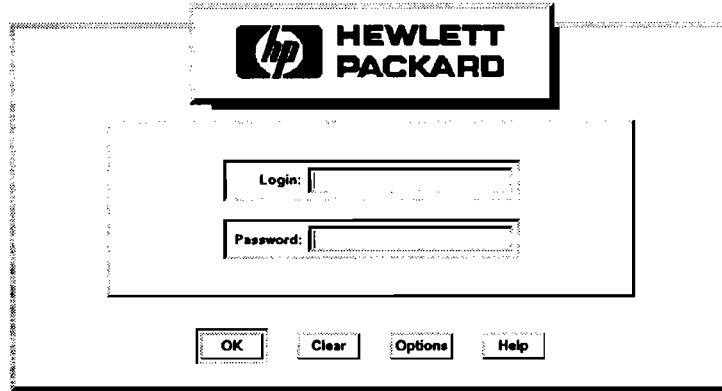 hp HEWLETT
PACKARD
Login:
Password:
OK Clear Options Help